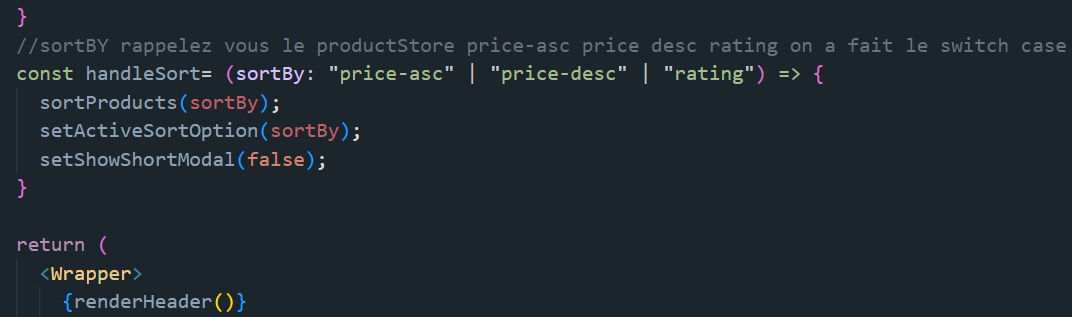 }
//sortBY rappelez vous le productStore price-asc price desc rating on a fait le switch case
const handleSort= (sortBy: "price-asc" | "price-desc" | "rating") => {
sortProducts(sortBy);
setActiveSortOption(sortBy);
setShowShortModal(false);
}
return (
<Wrapper>
{renderHeader()}